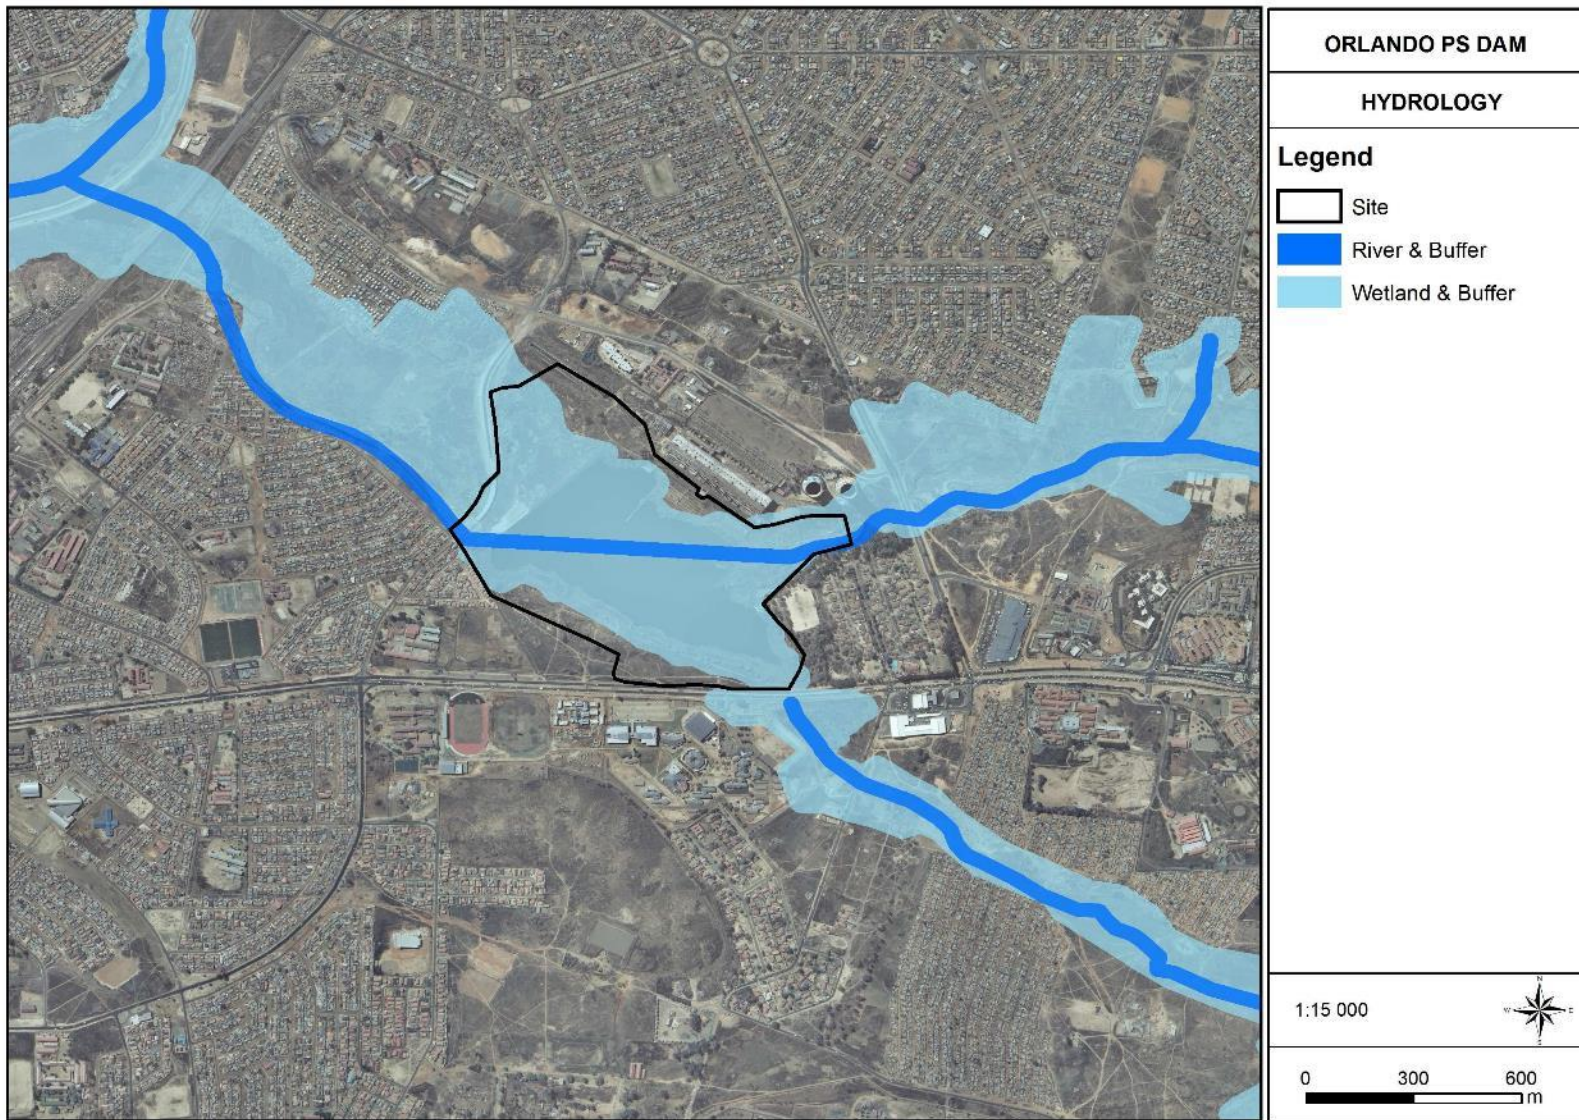 ORLANDO PS DAM
HYDROLOGY
Legend
Site
River & Buffer
Wetland & Buffer
1:15 000
N
W E
S
0 300 600
m